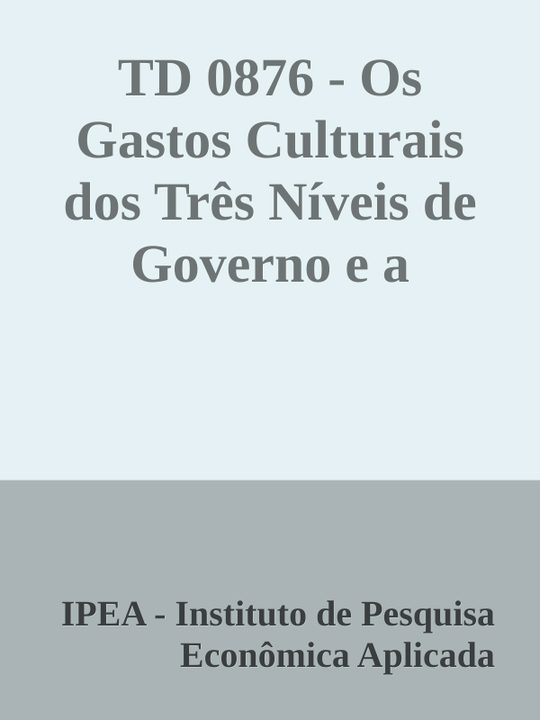 TD 0876 - Os
Gastos Culturais
dos Três Níveis de
Governo e a
IPEA - Instituto de Pesquisa
Econômica Aplicada